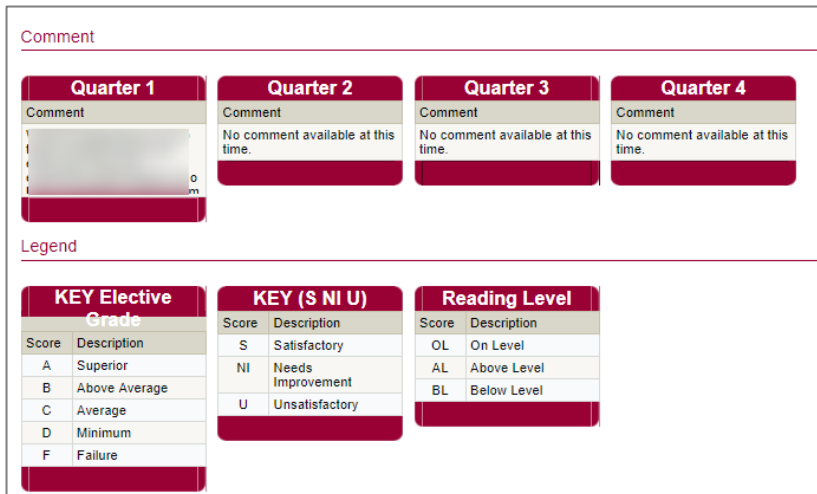 Comment
Quarter 1
Comment
Quarter 2
Comment
No comment available at this
time.
Quarter 3
Comment
No comment available at this
time.
Quarter 4
Comment
No comment available at this
time.
Legend
KEY Elective
Grade
Score Description
A Superior
B Above Average
C Average
D Minimum
F Failure
KEY (S NI U)
Score Description
S Satisfactory
NI Needs
Improvement
U Unsatisfactory
Reading Level
Score Description
OL On Level
AL Above Level
BL Below Level